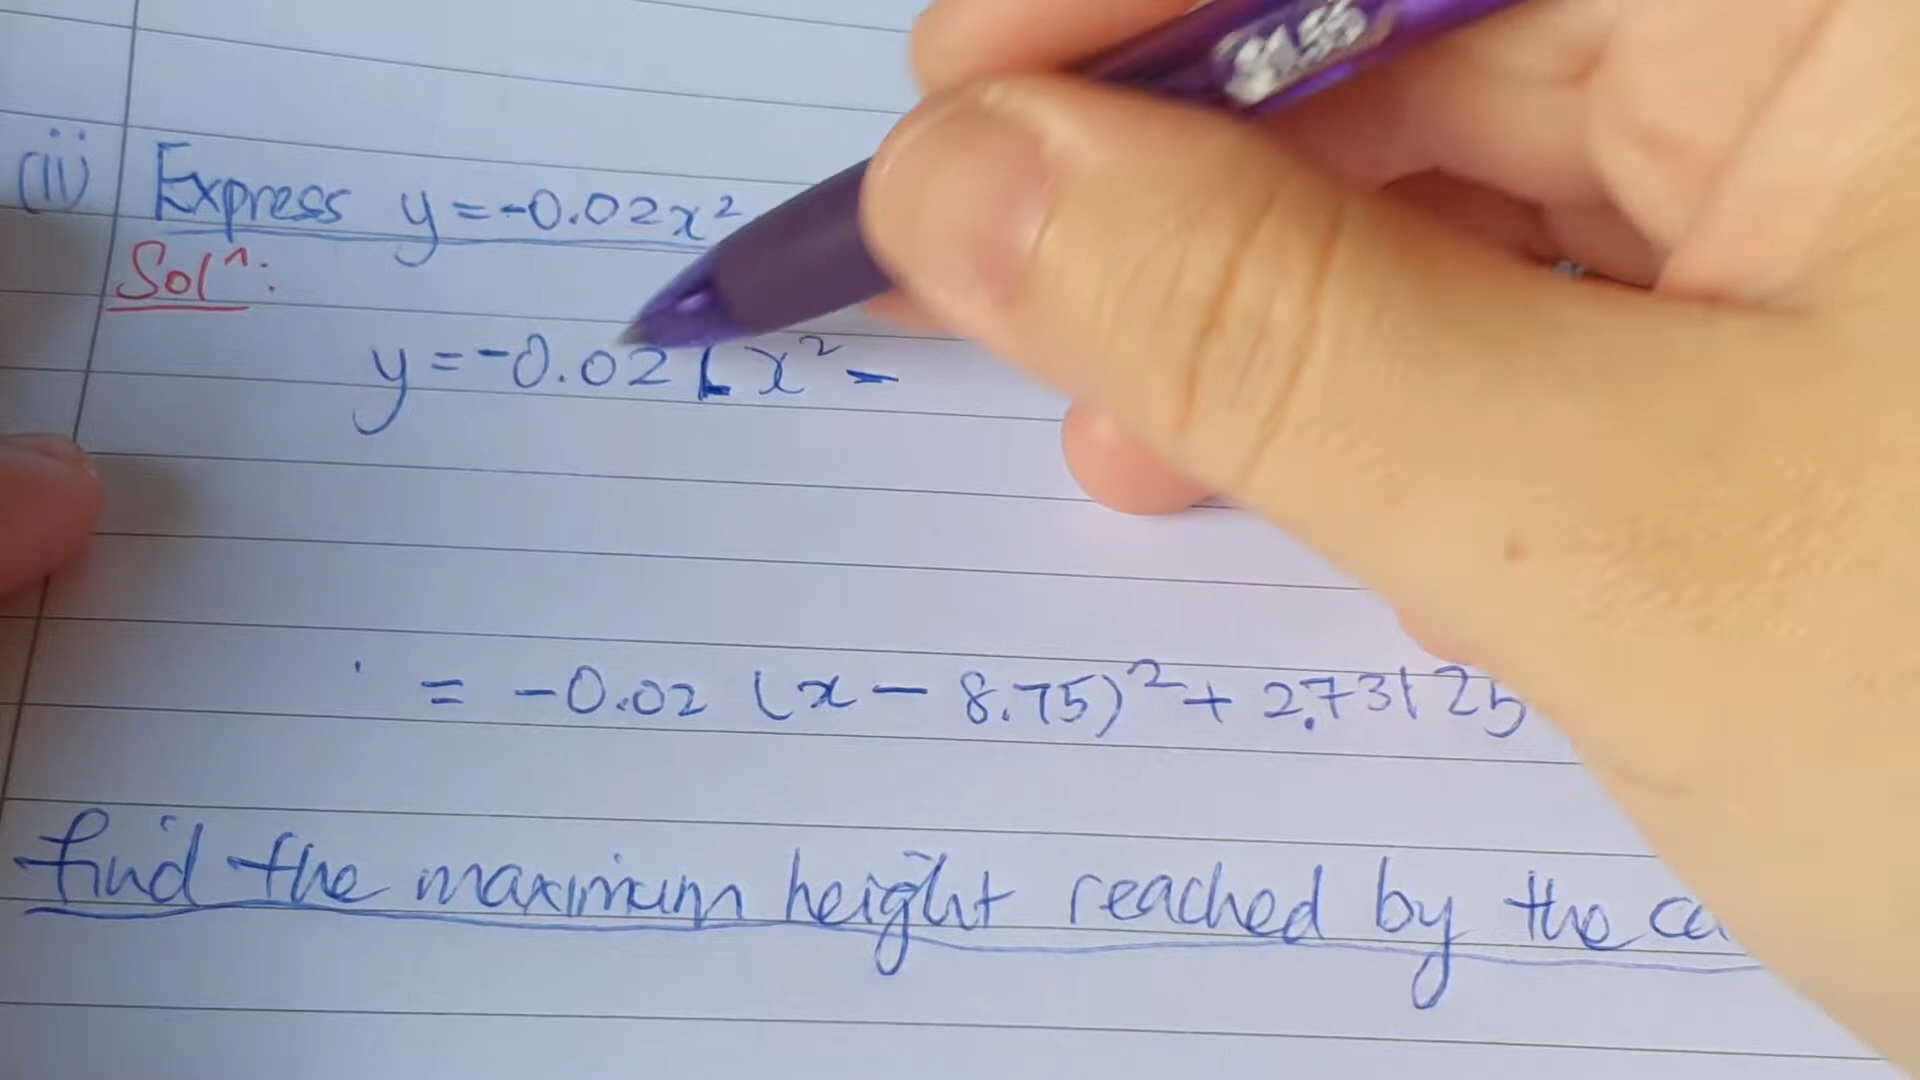 (ii) Express y = -0.02x²
Solⁿ:
y = -0.02 ( x² -
= -0.02 (x - 8.75)² + 2.73125
find the maximum height reached by the